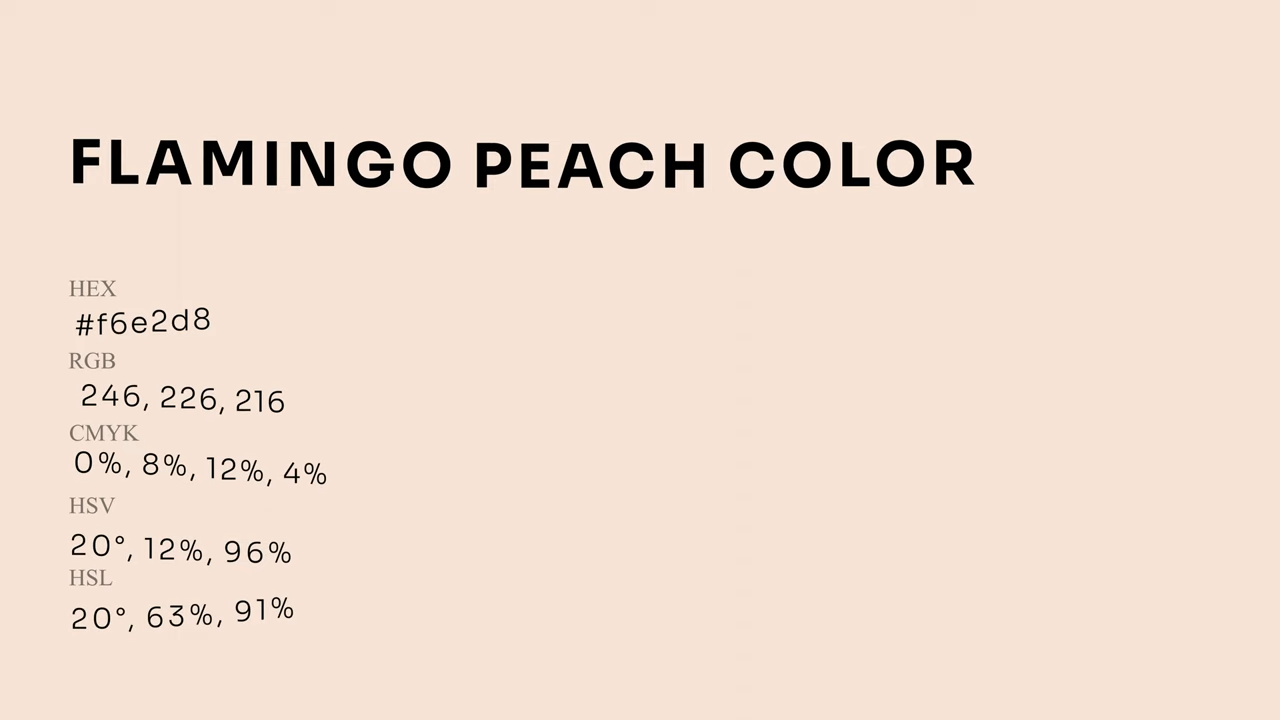 FLAMINGO PEACH COLOR
HEX
#f6e2d8
RGB
246, 226, 216
CMYK
0%, 8%, 12%, 4%
HSV
20°, 12%, 96%
HSL
20°, 63%, 91%